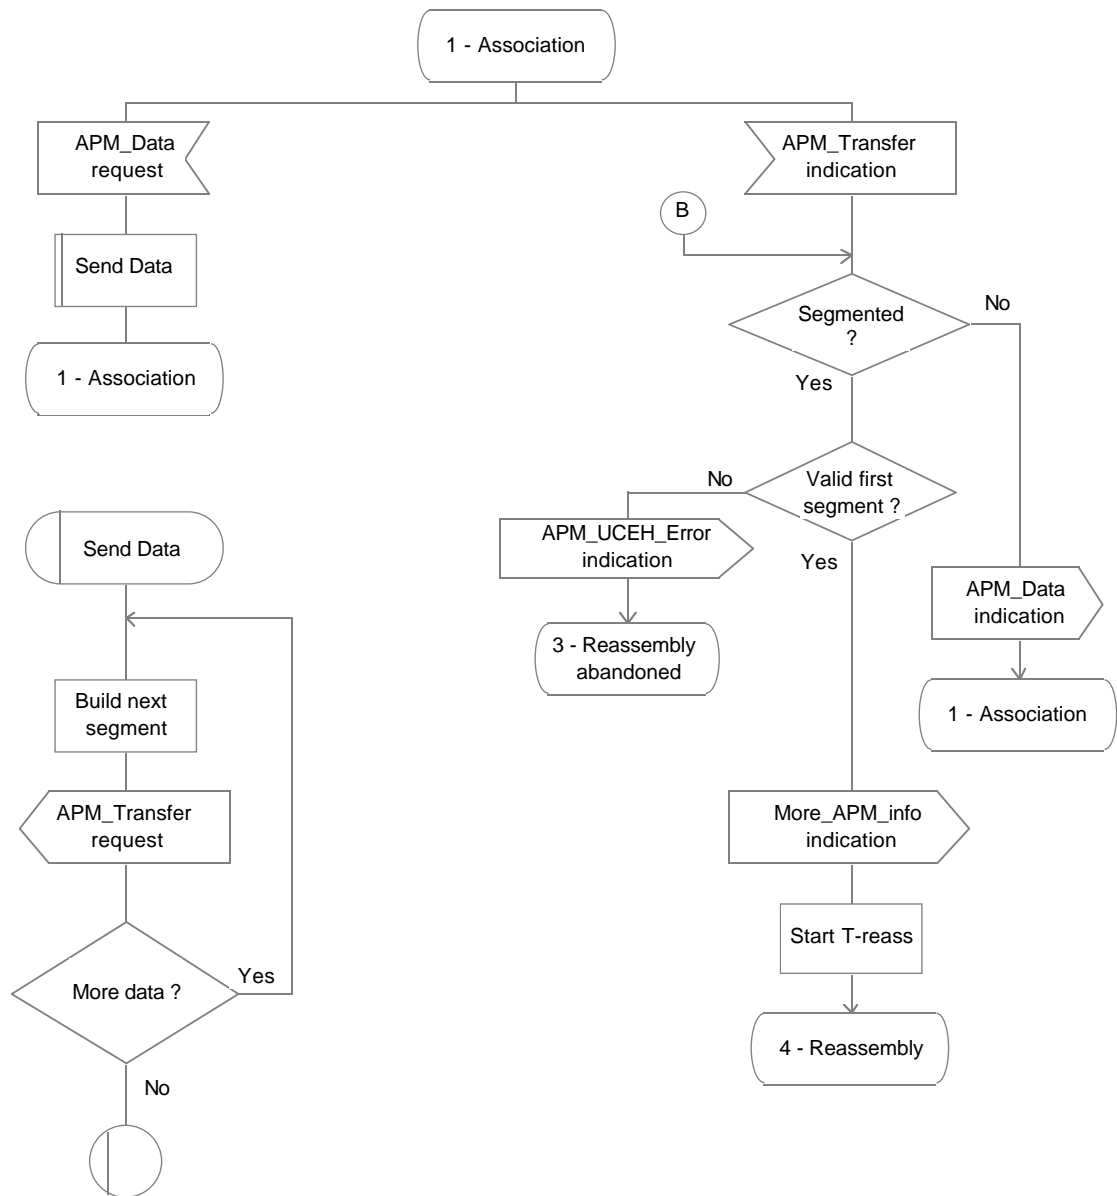 1 - Association
APM_Data
request
Send Data
1 - Association
APM_Transfer
indication
B
Segmented
?
No
Yes
Valid first
segment ?
No
Yes
APM_UCEH_Error
indication
3 - Reassembly
abandoned
APM_Data
indication
1 - Association
More_APM_info
indication
Start T-reass
4 - Reassembly
Send Data
Build next
segment
APM_Transfer
request
More data ?
Yes
No